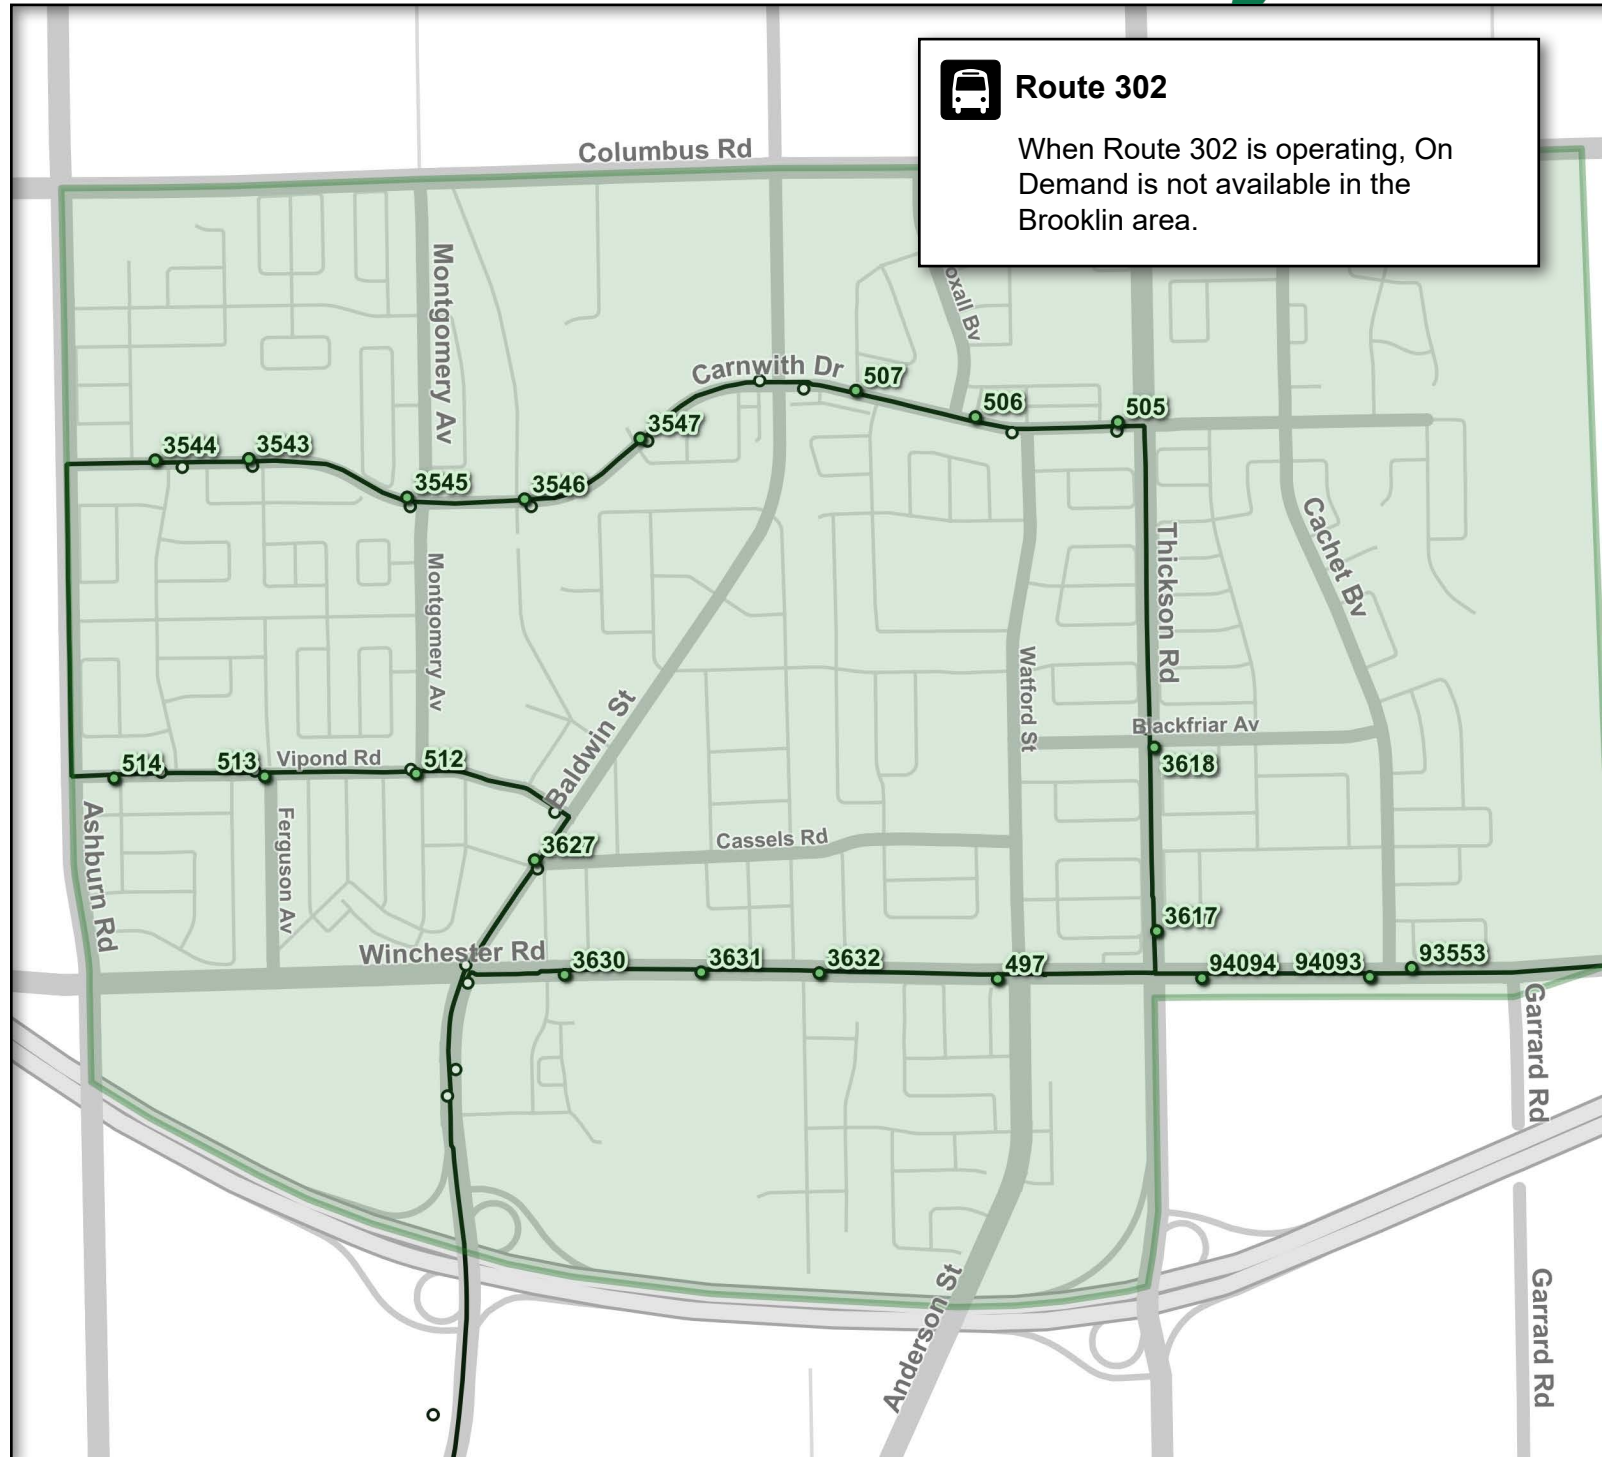 Route 302
When Route 302 is operating, On
Demand is not available in the
Brooklin area.
Columbus Rd
Montgomery Av
oxall Bv
Carnwith Dr
507
506
505
3547
3544
3543
3545
3546
Cachet Bv
Thickson Rd
Montgomery Av
Watford St
Baldwin St
Blackfriar Av
3618
514
513
Vipond Rd
512
Ashburn Rd
Ferguson Av
3627
Cassels Rd
3617
Winchester Rd
3630
3631
3632
497
94094
94093
93553
Garrard Rd
Anderson St
Garrard Rd